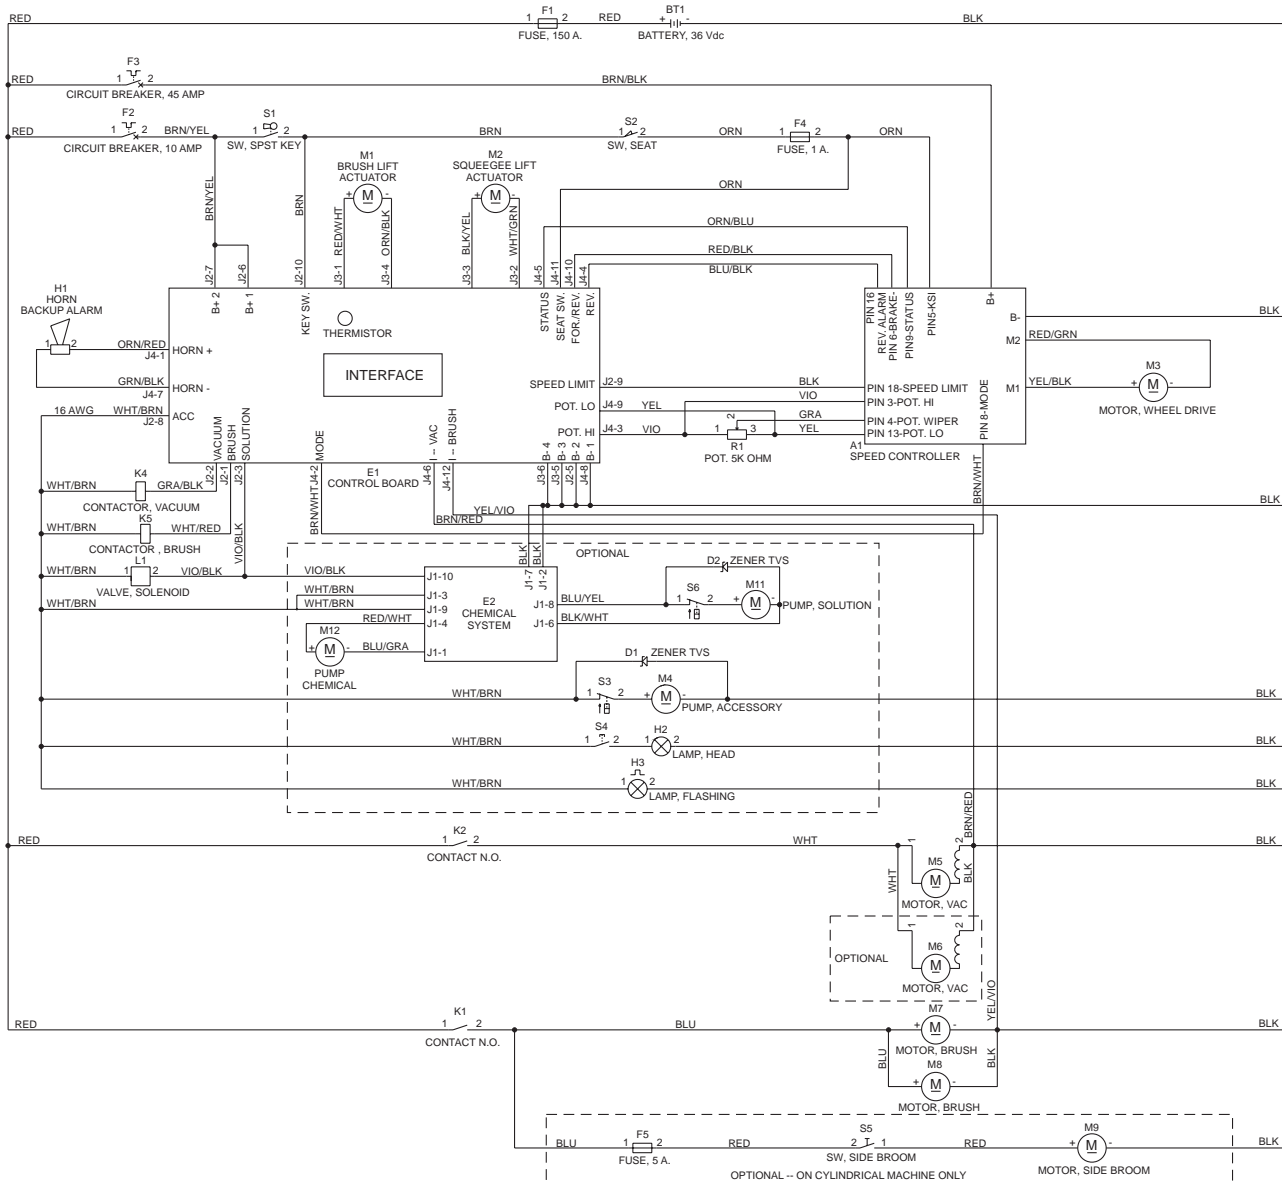 RED
F1
1 2
FUSE, 150 A.
RED
BT1
+ -
BATTERY, 36 Vdc
BLK
RED
F3
1 2
CIRCUIT BREAKER, 45 AMP
BRN/BLK
RED
F2
1 2
CIRCUIT BREAKER, 10 AMP
BRN/YEL
S1
1 2
SW, SPST KEY
BRN
S2
1 2
SW, SEAT
ORN
F4
1 2
FUSE, 1 A.
ORN
M1
BRUSH LIFT
ACTUATOR
+ M -
M2
SQUEEGEE LIFT
ACTUATOR
+ M -
ORN
ORN/BLU
RED/BLK
BLU/BLK
BRN/YEL
BRN
RED/WHT
ORN/BLK
BLK/YEL
WHT/GRN
J2-7
J2-6
J2-10
J3-1
J3-4
J3-3
J3-2
J4-5
J4-11
J4-10
J4-4
B+ 2
B+ 1
KEY SW.
STATUS
SEAT SW.
FOR./REV.
REV.
THERMISTOR
INTERFACE
H1
HORN
BACKUP ALARM
1 2
ORN/RED
J4-1
HORN +
GRN/BLK
J4-7
HORN -
16 AWG
WHT/BRN
J2-8
ACC
VACUUM
BRUSH
SOLUTION
MODE
I -- VAC
I -- BRUSH
SPEED LIMIT
J2-9
POT. LO
J4-9
YEL
POT. HI
J4-3
VIO
B- 4
B- 3
B- 2
B- 1
J2-2
J2-1
J2-3
J4-2
E1
CONTROL BOARD
J4-6
J4-12
J3-6
J3-5
J2-5
J4-8
PIN 16
REV. ALARM
PIN 6-BRAKE-
PIN9-STATUS
PIN5-KSI
B+
B-
BLK
M2
RED/GRN
M1
YEL/BLK
M3
+ M -
MOTOR, WHEEL DRIVE
BLK
PIN 18-SPEED LIMIT
VIO
PIN 3-POT. HI
GRA
PIN 4-POT. WIPER
YEL
PIN 13-POT. LO
PIN 8-MODE
1 2 3
R1
POT. 5K OHM
A1
SPEED CONTROLLER
BRN/WHT
WHT/BRN
K4
GRA/BLK
CONTACTOR, VACUUM
WHT/BRN
K5
WHT/RED
CONTACTOR , BRUSH
VIO/BLK
BRN/WHT
YEL/VIO
BRN/RED
BLK
WHT/BRN
L1
1 2
VIO/BLK
VALVE, SOLENOID
WHT/BRN
OPTIONAL
BLK
BLK
J1-7
J1-2
VIO/BLK
J1-10
WHT/BRN
J1-3
WHT/BRN
J1-9
RED/WHT
J1-4
BLU/GRA
J1-1
M12
+ M -
PUMP
CHEMICAL
E2
CHEMICAL
SYSTEM
J1-8
BLU/YEL
J1-6
BLK/WHT
D2 ZENER TVS
S6
1 2
M11
+ M -
PUMP, SOLUTION
D1 ZENER TVS
WHT/BRN
S3
1 2
M4
+ M -
PUMP, ACCESSORY
BLK
WHT/BRN
S4
1 2
H2
1 2
LAMP, HEAD
BLK
WHT/BRN
H3
1 2
LAMP, FLASHING
BLK
RED
K2
1 2
CONTACT N.O.
WHT
BRN/RED
BLK
WHT
1
M5
M
2
BLK
MOTOR, VAC
OPTIONAL
1
M6
M
2
MOTOR, VAC
YEL/VIO
RED
K1
1 2
CONTACT N.O.
BLU
M7
+ M -
MOTOR, BRUSH
BLK
BLU
M8
+ M -
BLK
MOTOR, BRUSH
BLU
F5
1 2
FUSE, 5 A.
RED
S5
2 1
SW, SIDE BROOM
RED
M9
+ M -
MOTOR, SIDE BROOM
BLK
OPTIONAL -- ON CYLINDRICAL MACHINE ONLY